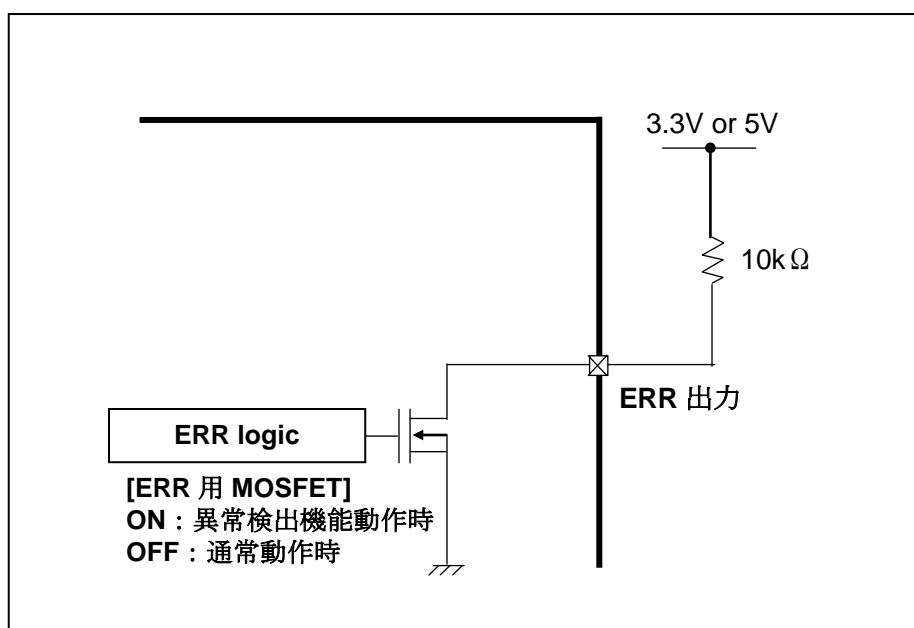 3.3V or 5V
10kΩ
ERR 出力
ERR logic
[ERR 用 MOSFET]
ON：異常検出機能動作時
OFF：通常動作時